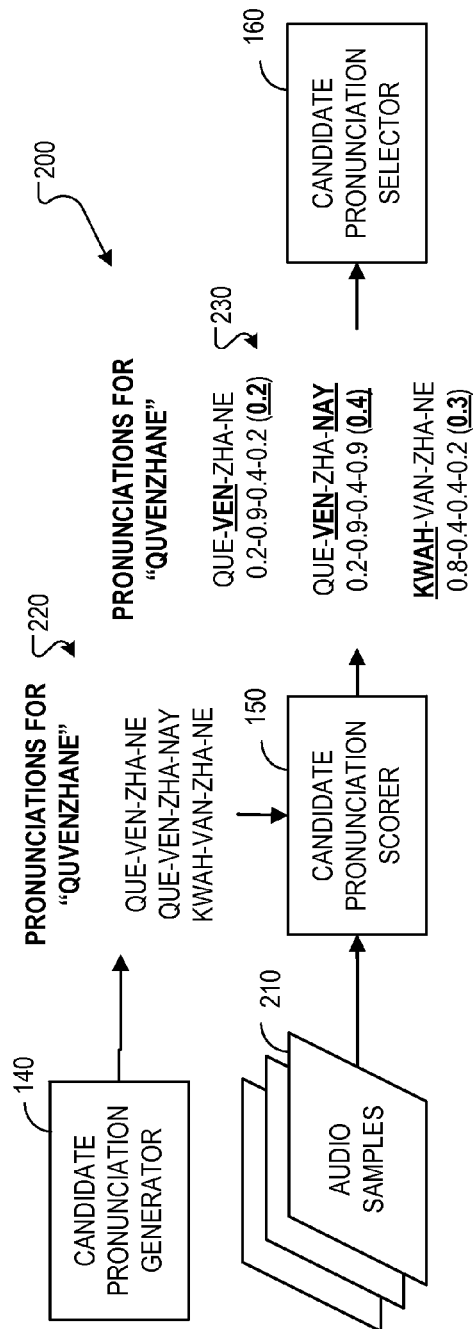 200
PRONUNCIATIONS FOR
"QUVENZHANE"
220
140
CANDIDATE
PRONUNCIATION
GENERATOR
QUE-VEN-ZHA-NE
QUE-VEN-ZHA-NAY
KWAH-VAN-ZHA-NE
PRONUNCIATIONS FOR
"QUVENZHANE"
230
QUE-VEN-ZHA-NE
0.2-0.9-0.4-0.2 (0.2)
QUE-VEN-ZHA-NAY
0.2-0.9-0.4-0.9 (0.4)
KWAH-VAN-ZHA-NE
0.8-0.4-0.4-0.2 (0.3)
210
AUDIO
SAMPLES
150
CANDIDATE
PRONUNCIATION
SCORER
160
CANDIDATE
PRONUNCIATION
SELECTOR